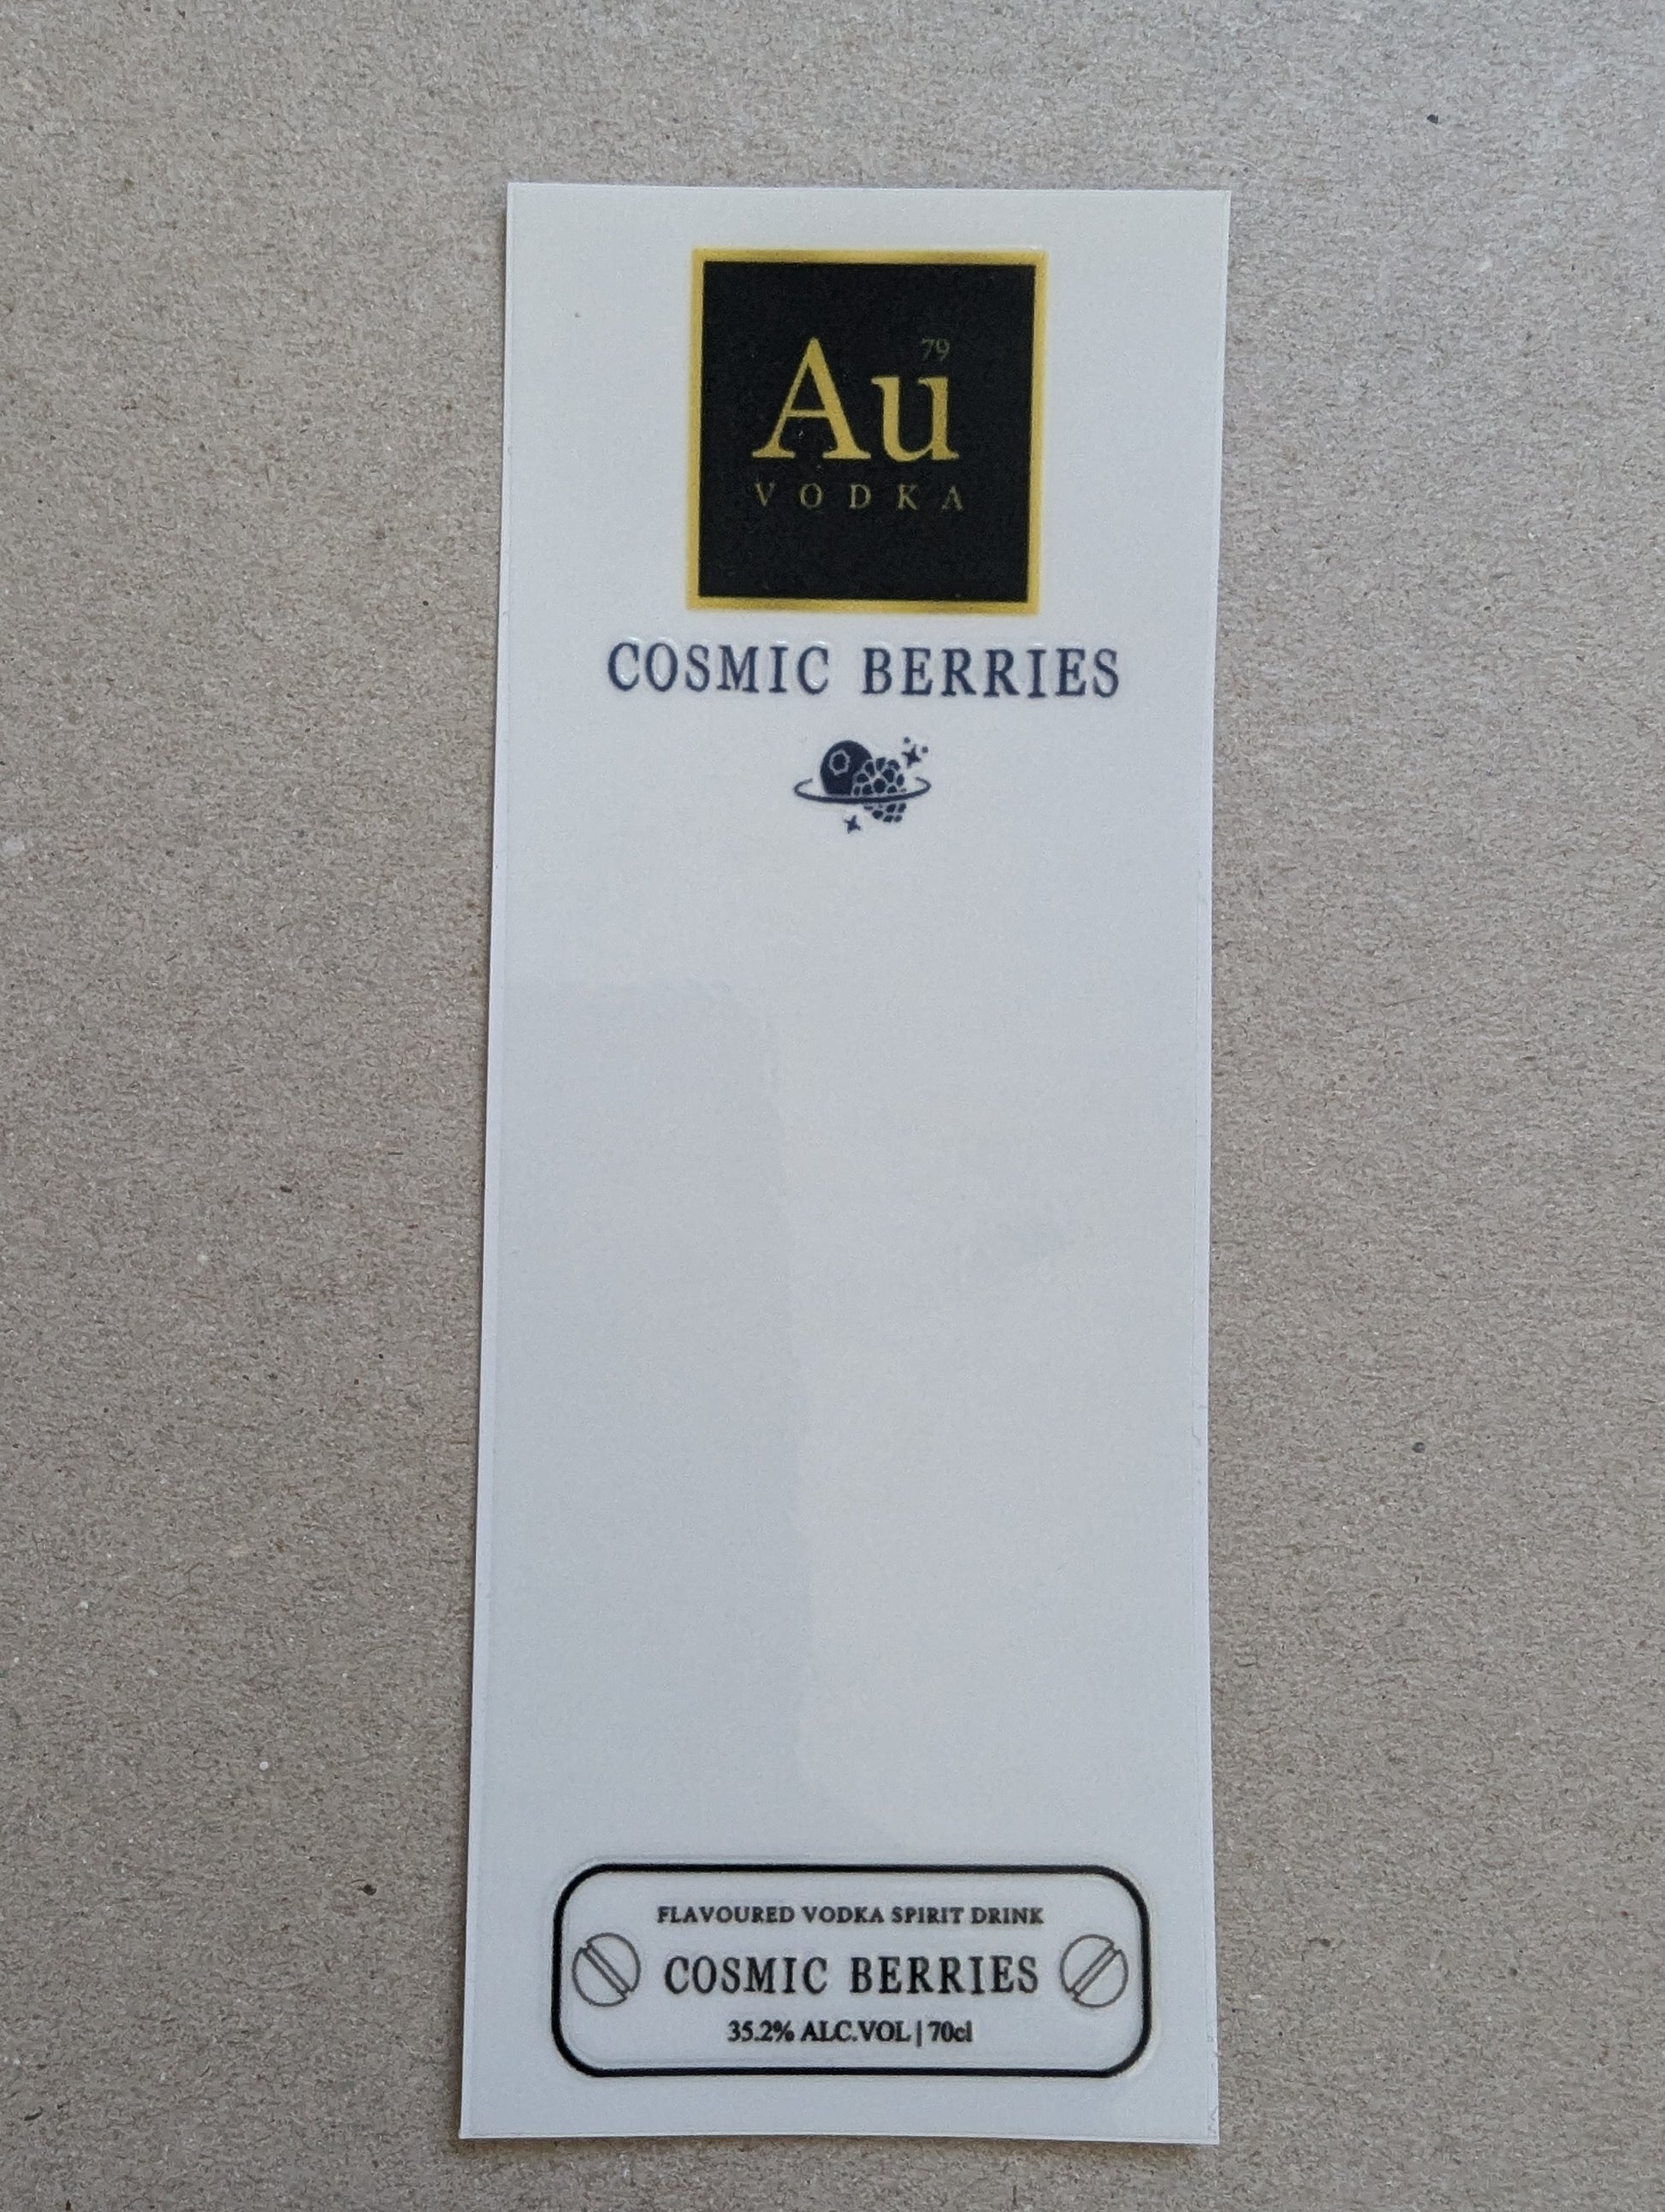 79
Au
VODKA
COSMIC BERRIES
FLAVOURED VODKA SPIRIT DRINK
COSMIC BERRIES
35.2% ALC.VOL | 70cl